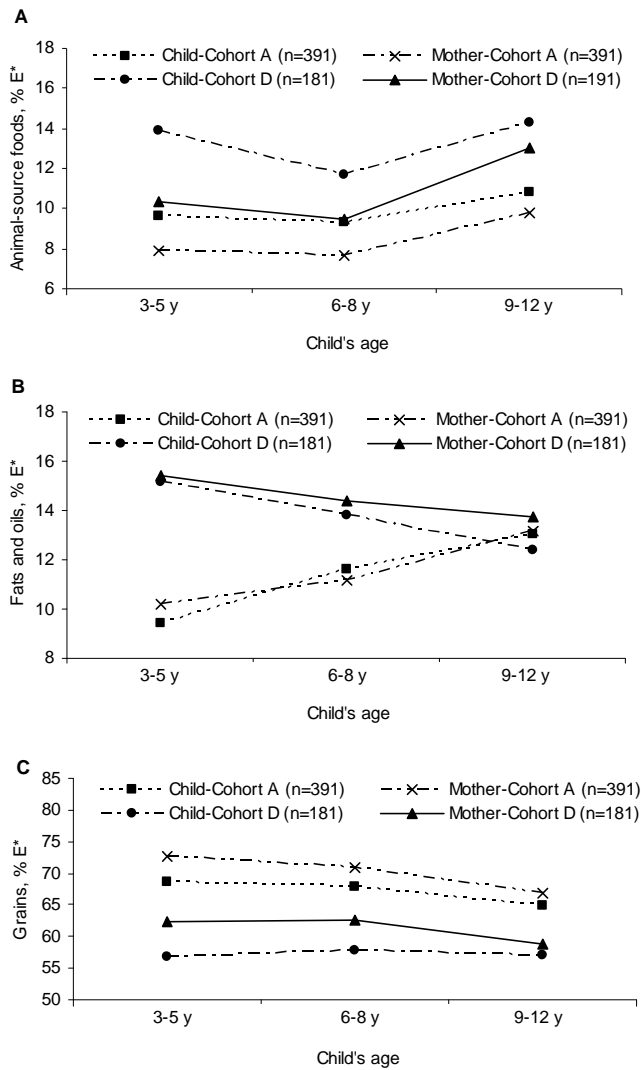 A
Child-Cohort A (n=391) Mother-Cohort A (n=391)
Child-Cohort D (n=181) Mother-Cohort D (n=191)
Animal-source foods, % E*
18
16
14
12
10
8
6
3-5 y 6-8 y 9-12 y
Child's age
B
Child-Cohort A (n=391) Mother-Cohort A (n=391)
Child-Cohort D (n=181) Mother-Cohort D (n=181)
Fats and oils, % E*
18
16
14
12
10
8
3-5 y 6-8 y 9-12 y
Child's age
C
Child-Cohort A (n=391) Mother-Cohort A (n=391)
Child-Cohort D (n=181) Mother-Cohort D (n=181)
Grains, % E*
85
80
75
70
65
60
55
50
3-5 y 6-8 y 9-12 y
Child's age